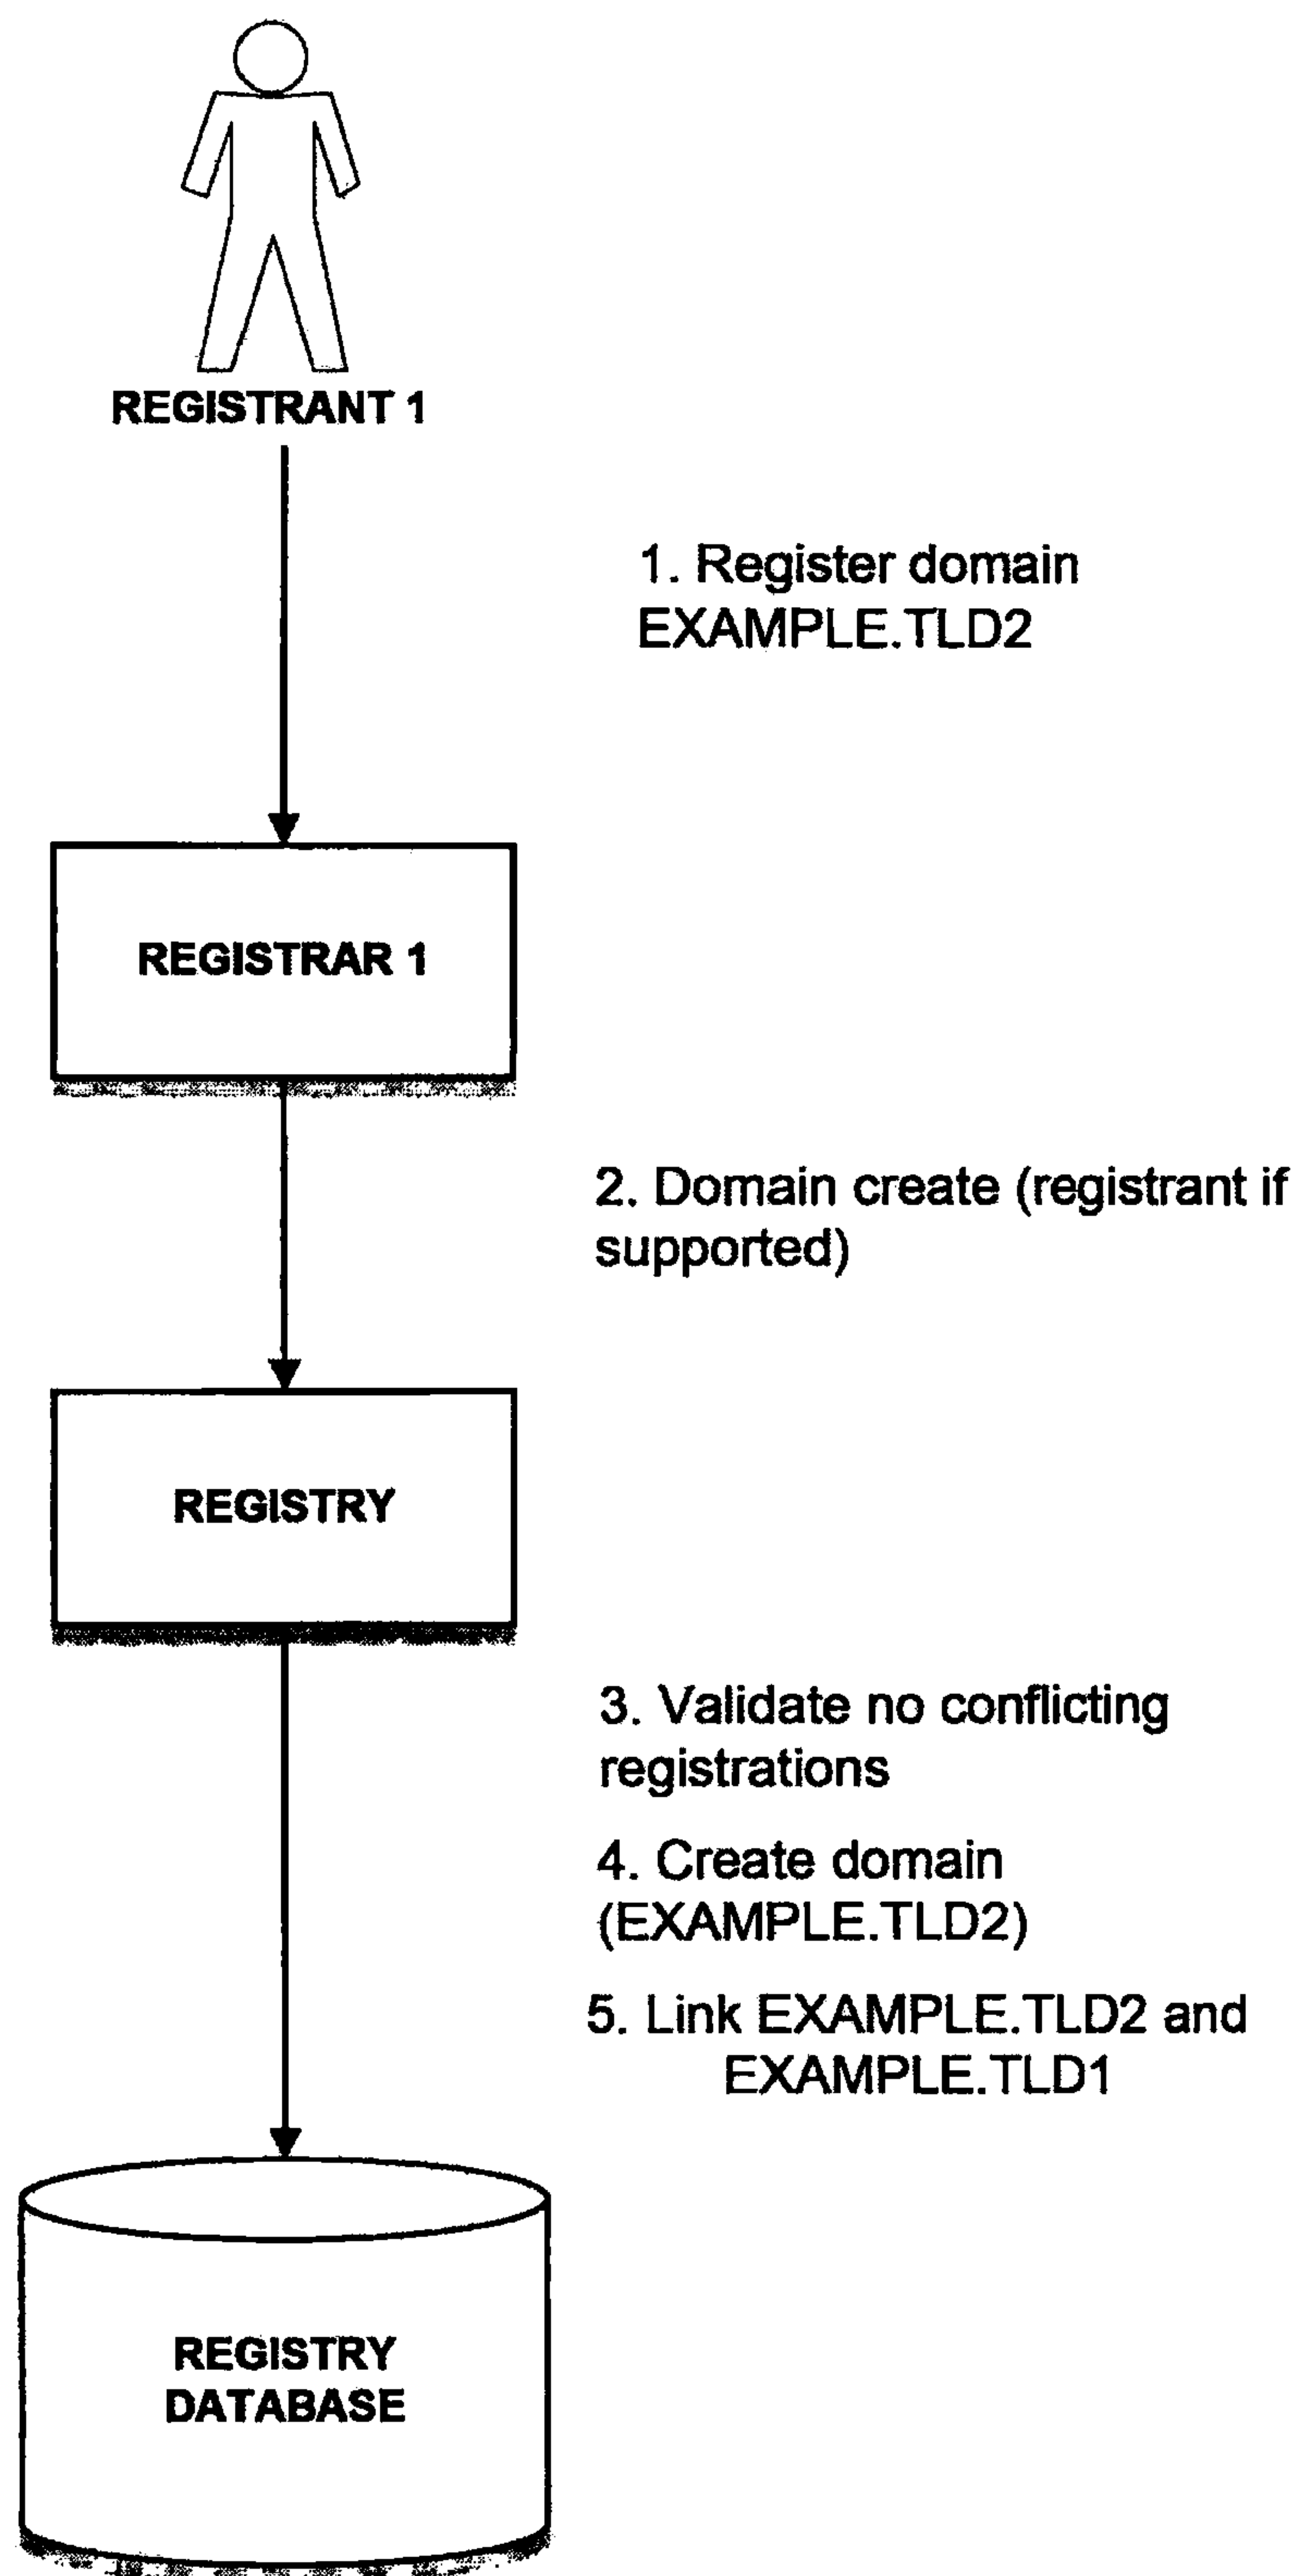 REGISTRANT 1
1. Register domain
EXAMPLE.TLD2
REGISTRAR 1
2. Domain create (registrant if
supported)
REGISTRY
3. Validate no conflicting
registrations
4. Create domain
(EXAMPLE.TLD2)
5. Link EXAMPLE.TLD2 and
EXAMPLE.TLD1
REGISTRY
DATABASE